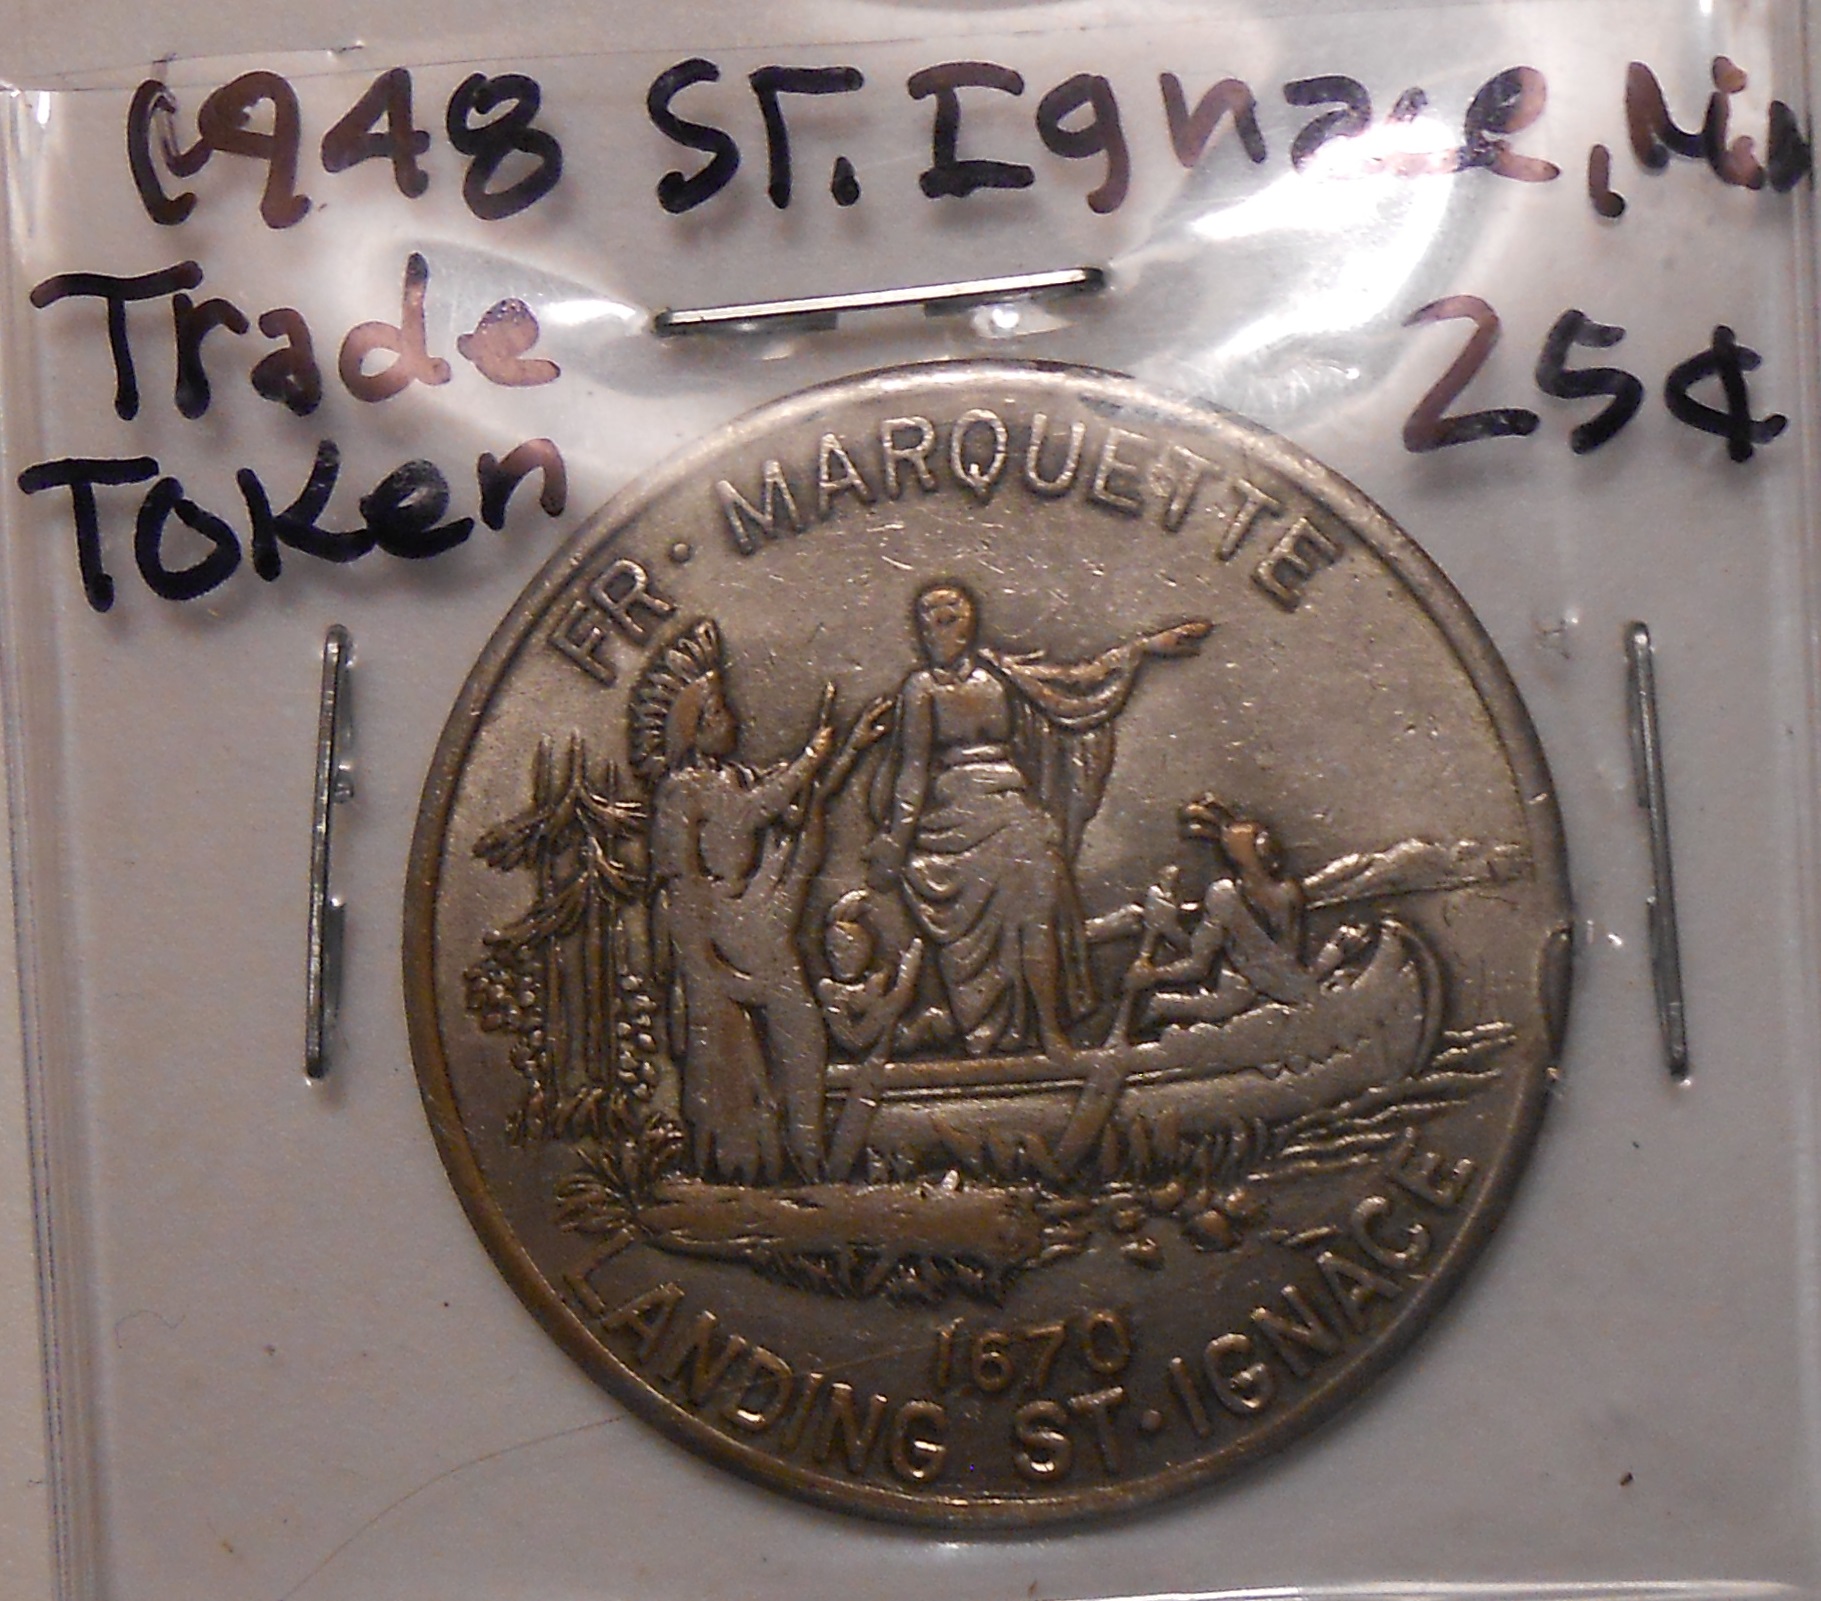 1948 ST. Ignace, Mi
Trade 25¢
Token
FR· MARQUETTE
1670
LANDING ST·IGNACE